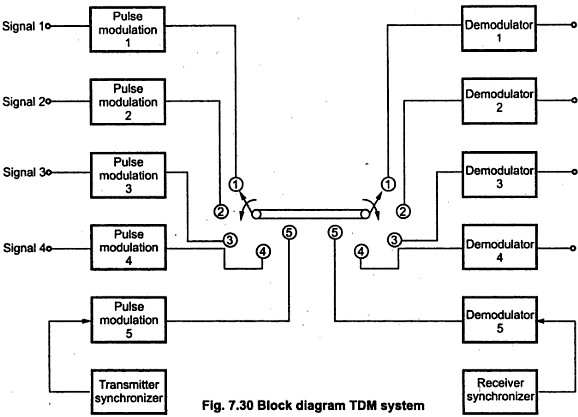 Signal 1
Pulse
modulation
1
Demodulator
1
Signal 2
Pulse
modulation
2
Demodulator
2
Signal 3
Pulse
modulation
3
Demodulator
3
Signal 4
Pulse
modulation
4
Demodulator
4
1
2
3
4
5
1
2
3
4
5
Pulse
modulation
5
Demodulator
5
Transmitter
synchronizer
Receiver
synchronizer
Fig. 7.30 Block diagram TDM system